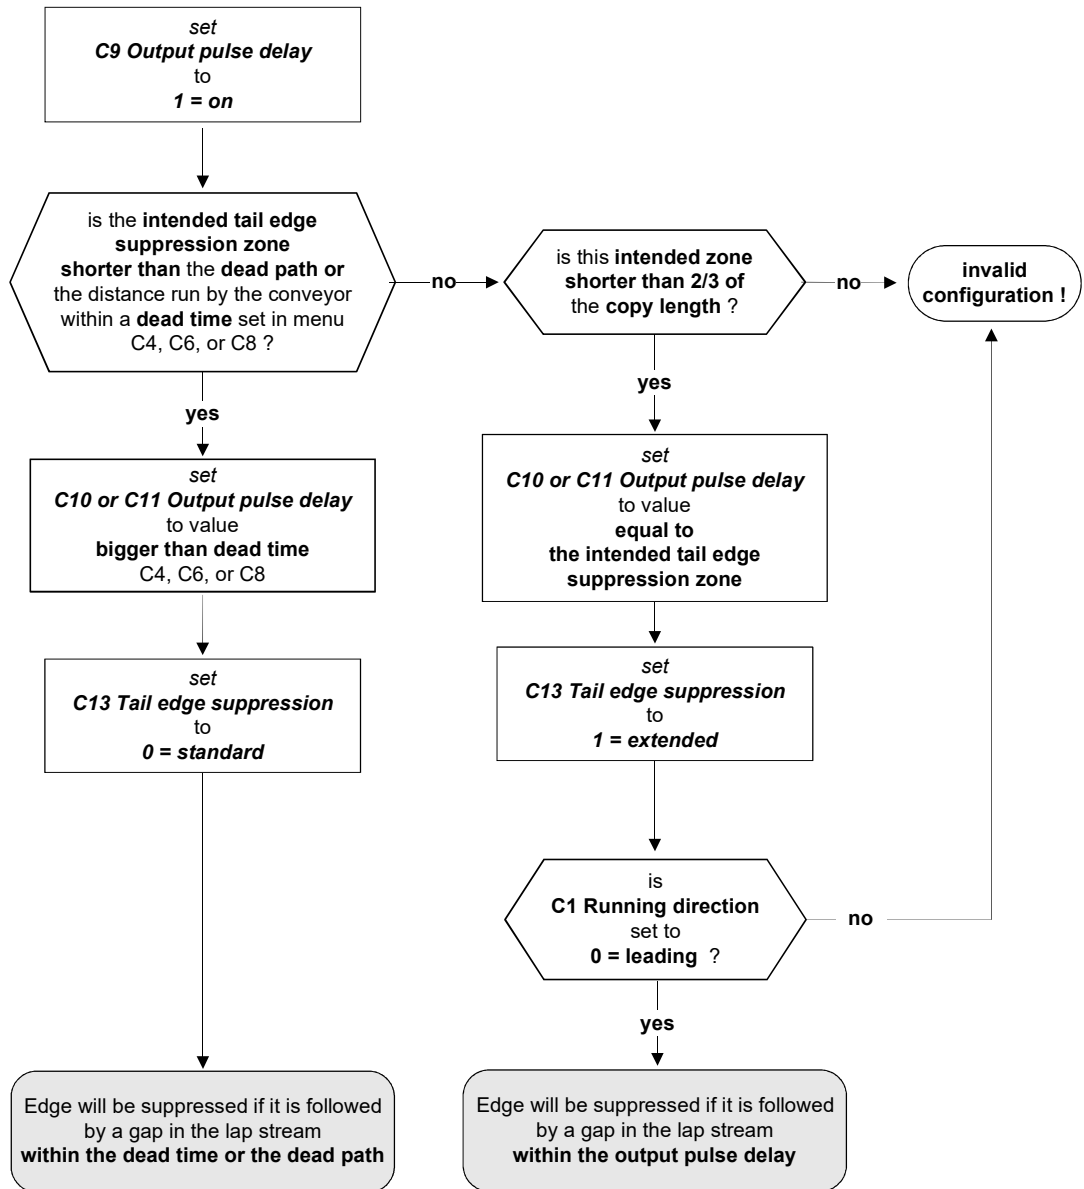 set
C9 Output pulse delay
to
1 = on
is the intended tail edge
suppression zone
shorter than the dead path or
the distance run by the conveyor
within a dead time set in menu
C4, C6, or C8 ?
no
is this intended zone
shorter than 2/3 of
the copy length ?
no
invalid
configuration !
yes
yes
set
C10 or C11 Output pulse delay
to value
bigger than dead time
C4, C6, or C8
set
C10 or C11 Output pulse delay
to value
equal to
the intended tail edge
suppression zone
set
C13 Tail edge suppression
to
0 = standard
set
C13 Tail edge suppression
to
1 = extended
is
C1 Running direction
set to
0 = leading ?
no
yes
Edge will be suppressed if it is followed
by a gap in the lap stream
within the dead time or the dead path
Edge will be suppressed if it is followed
by a gap in the lap stream
within the output pulse delay